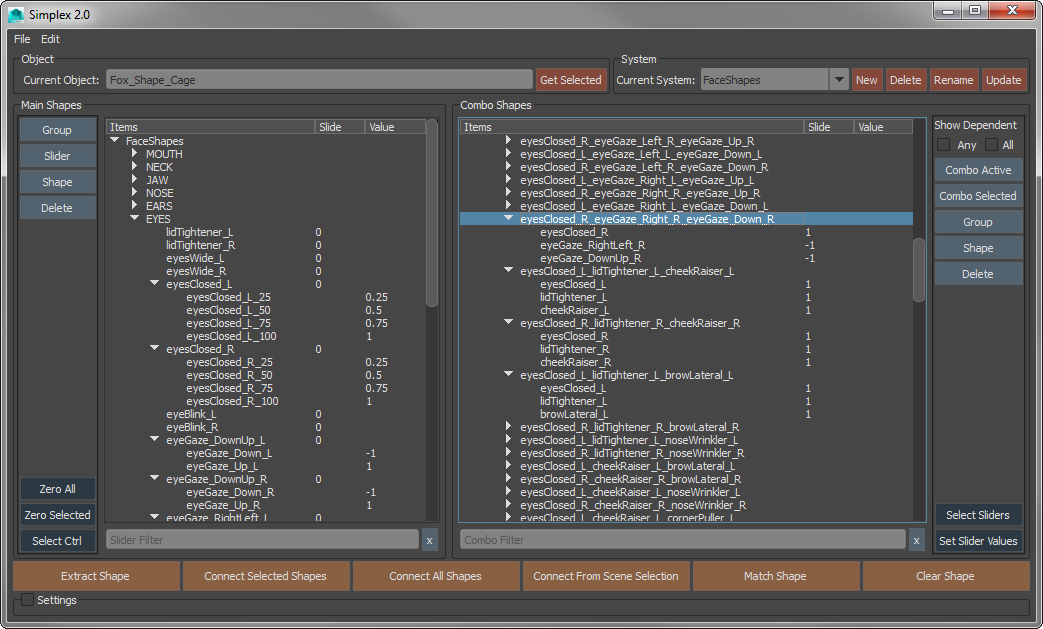 Simplex 2.0
File Edit
Object
Current Object: Fox_Shape_Cage Get Selected
System
Current System: FaceShapes New Delete Rename Update
Main Shapes
Group
Slider
Shape
Delete
Zero All
Zero Selected
Select Ctrl
Items Slide Value
FaceShapes
MOUTH
NECK
JAW
NOSE
EARS
EYES
lidTightener_L 0
lidTightener_R 0
eyesWide_L 0
eyesWide_R 0
eyesClosed_L 0
eyesClosed_L_25 0.25
eyesClosed_L_50 0.5
eyesClosed_L_75 0.75
eyesClosed_L_100 1
eyesClosed_R 0
eyesClosed_R_25 0.25
eyesClosed_R_50 0.5
eyesClosed_R_75 0.75
eyesClosed_R_100 1
eyeBlink_L 0
eyeBlink_R 0
eyeGaze_DownUp_L 0
eyeGaze_Down_L -1
eyeGaze_Up_L 1
eyeGaze_DownUp_R 0
eyeGaze_Down_R -1
eyeGaze_Up_R 1
eyeGaze_RightLeft_L 0
Slider Filter x
Combo Shapes
Items Slide Value
eyesClosed_R_eyeGaze_Left_R_eyeGaze_Up_R
eyesClosed_L_eyeGaze_Left_L_eyeGaze_Down_L
eyesClosed_R_eyeGaze_Left_R_eyeGaze_Down_R
eyesClosed_L_eyeGaze_Right_L_eyeGaze_Up_L
eyesClosed_R_eyeGaze_Right_R_eyeGaze_Up_R
eyesClosed_L_eyeGaze_Right_L_eyeGaze_Down_L
eyesClosed_R_eyeGaze_Right_R_eyeGaze_Down_R
eyesClosed_R 1
eyeGaze_RightLeft_R -1
eyeGaze_DownUp_R -1
eyesClosed_L_lidTightener_L_cheekRaiser_L
eyesClosed_L 1
lidTightener_L 1
cheekRaiser_L 1
eyesClosed_R_lidTightener_R_cheekRaiser_R
eyesClosed_R 1
lidTightener_R 1
cheekRaiser_R 1
eyesClosed_L_lidTightener_L_browLateral_L
eyesClosed_L 1
lidTightener_L 1
browLateral_L 1
eyesClosed_R_lidTightener_R_browLateral_R
eyesClosed_L_lidTightener_L_noseWrinkler_L
eyesClosed_R_lidTightener_R_noseWrinkler_R
eyesClosed_L_cheekRaiser_L_browLateral_L
eyesClosed_R_cheekRaiser_R_browLateral_R
eyesClosed_L_cheekRaiser_L_noseWrinkler_L
eyesClosed_R_cheekRaiser_R_noseWrinkler_R
eyesClosed_L_cheekRaiser_L_cornerPuller_L
Combo Filter x
Show Dependent
Any All
Combo Active
Combo Selected
Group
Shape
Delete
Select Sliders
Set Slider Values
Extract Shape Connect Selected Shapes Connect All Shapes Connect From Scene Selection Match Shape Clear Shape
Settings